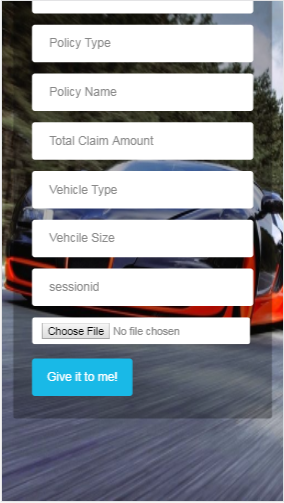 Policy Type
Policy Name
Total Claim Amount
Vehicle Type
Vehcile Size
sessionid
Choose File No file chosen
Give it to me!